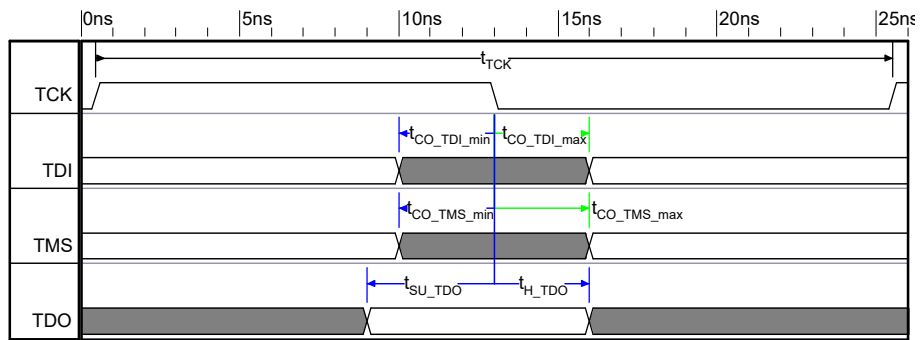 0ns 5ns 10ns 15ns 20ns 25ns
tTCK
TCK
tCO_TDI_min tCO_TDI_max
TDI
tCO_TMS_min tCO_TMS_max
TMS
tSU_TDO tH_TDO
TDO